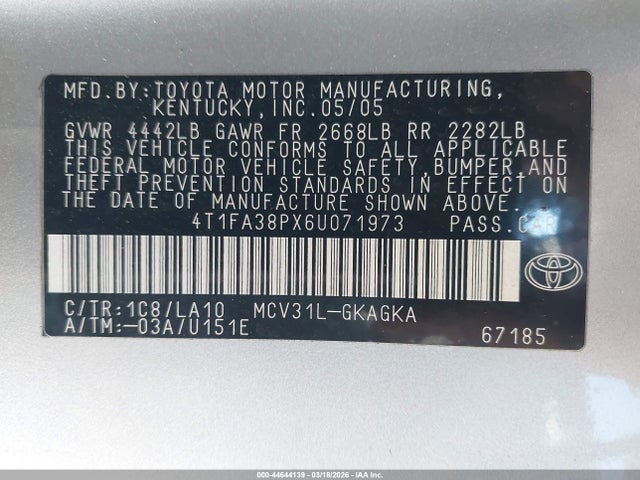 MFD.BY:TOYOTA MOTOR MANUFACTURING,
KENTUCKY,INC.05/05
GVWR 4442LB GAWR FR 2668LB RR 2282LB
THIS VEHICLE CONFORMS TO ALL APPLICABLE
FEDERAL MOTOR VEHICLE SAFETY,BUMPER,AND
THEFT PREVENTION STANDARDS IN EFFECT ON
THE DATE OF MANUFACTURE SHOWN ABOVE.
4T1FA38PX6U071973 PASS.CAR
C/TR:1C8/LA10 MCV31L-GKAGKA
A/TM:-03A/U151E 67185
000-44644139 - 03/18/2026 - IAAI Corp.